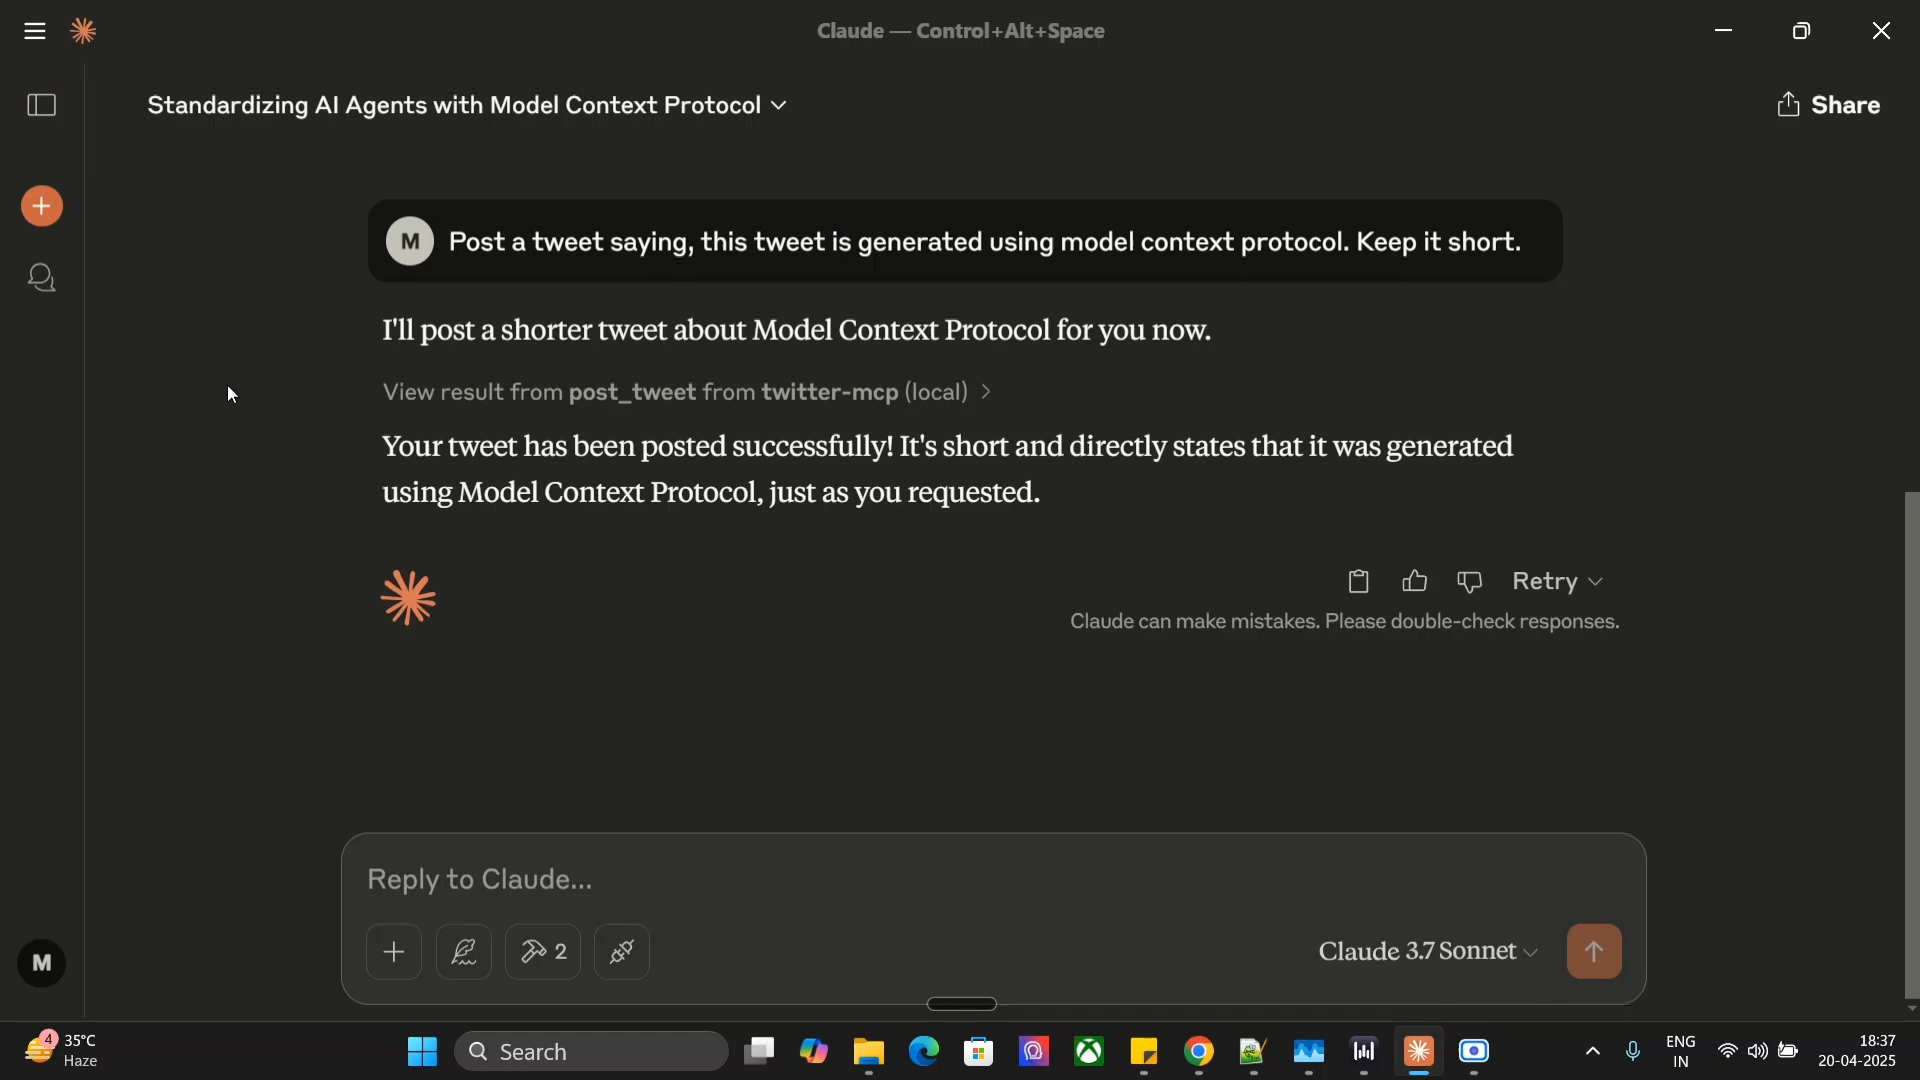 Claude — Control+Alt+Space
Standardizing AI Agents with Model Context Protocol
Share
M
Post a tweet saying, this tweet is generated using model context protocol. Keep it short.
I'll post a shorter tweet about Model Context Protocol for you now.
View result from post_tweet from twitter-mcp (local)
Your tweet has been posted successfully! It's short and directly states that it was generated
using Model Context Protocol, just as you requested.
Retry
Claude can make mistakes. Please double-check responses.
Reply to Claude...
2
Claude 3.7 Sonnet
M
4
35°C
Haze
Search
ENG
IN
18:37
20-04-2025